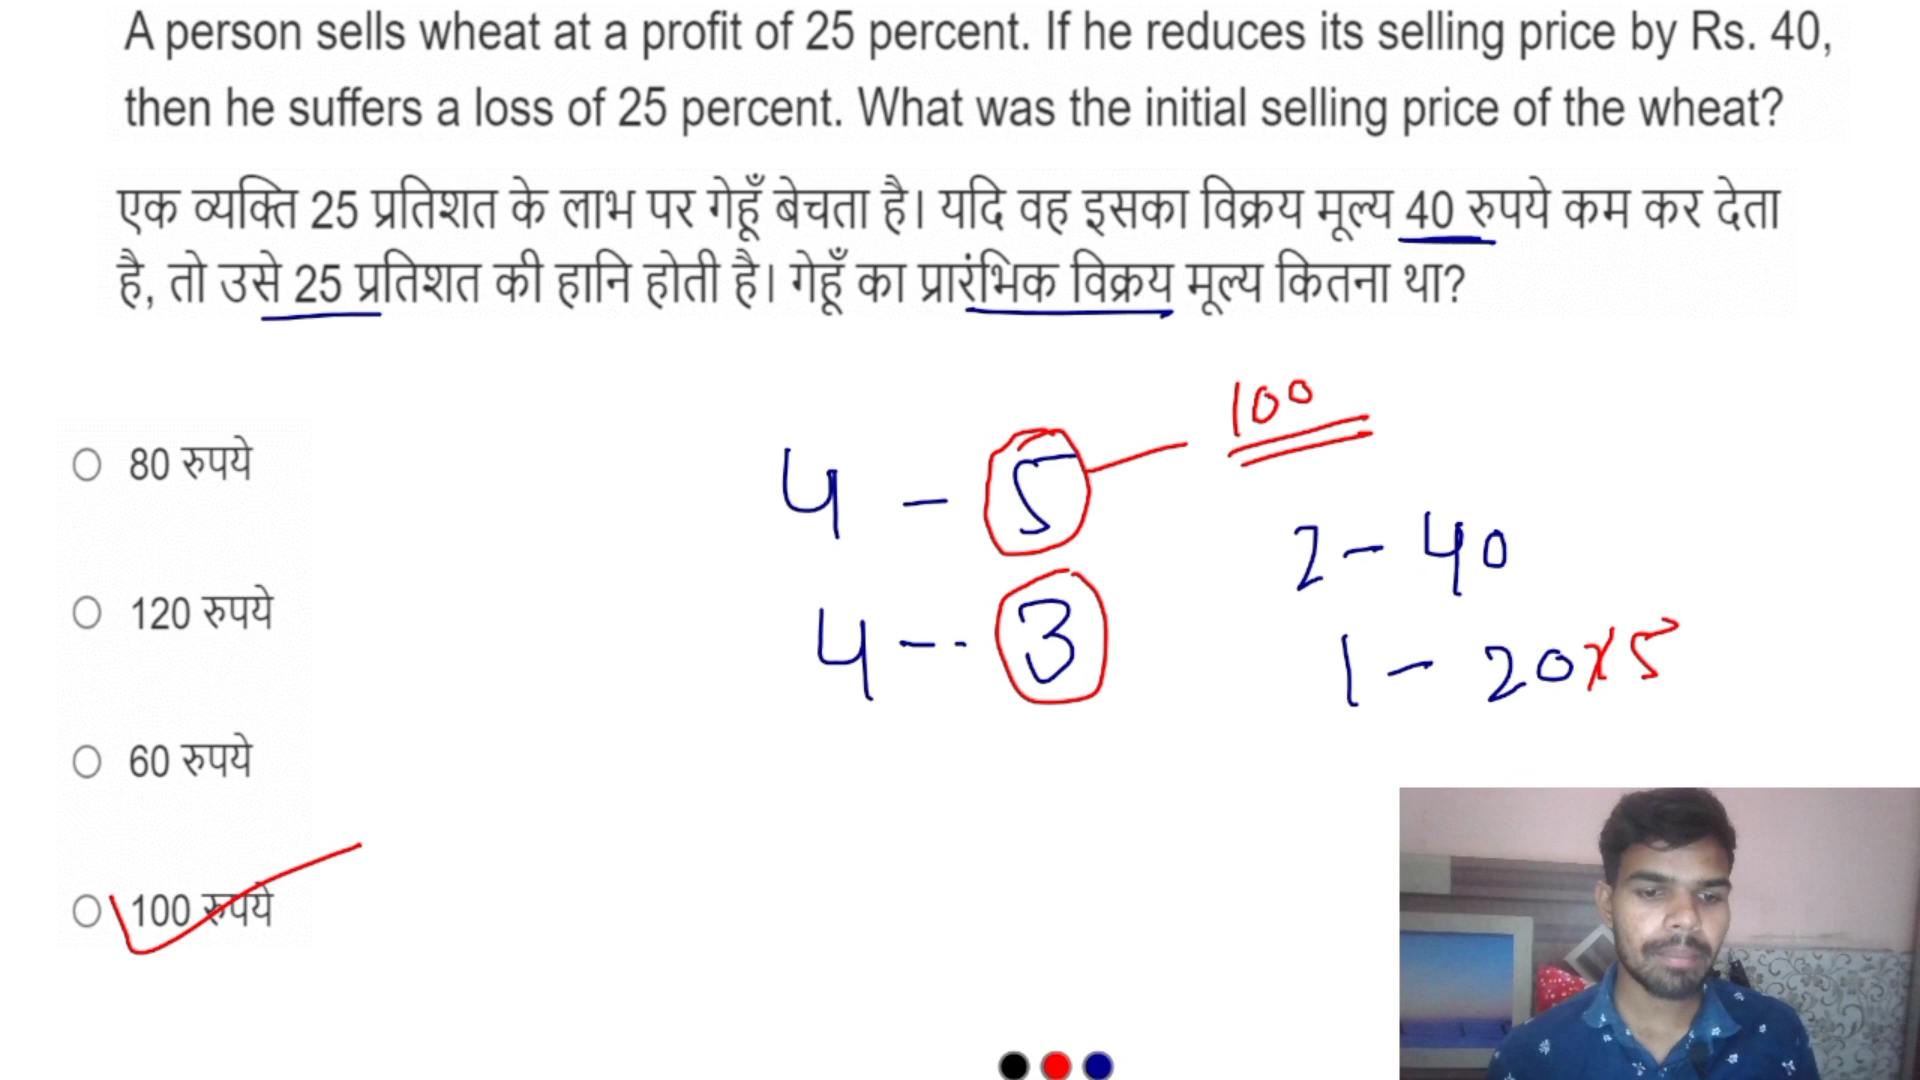 A person sells wheat at a profit of 25 percent. If he reduces its selling price by Rs. 40,
then he suffers a loss of 25 percent. What was the initial selling price of the wheat?
एक व्यक्ति 25 प्रतिशत के लाभ पर गेहूँ बेचता है। यदि वह इसका विक्रय मूल्य 40 रुपये कम कर देता
है, तो उसे 25 प्रतिशत की हानि होती है। गेहूँ का प्रारंभिक विक्रय मूल्य कितना था?
80 रुपये
120 रुपये
60 रुपये
100 रुपये
100
4 - 5
4 -- 3
2 - 40
1 - 20x5